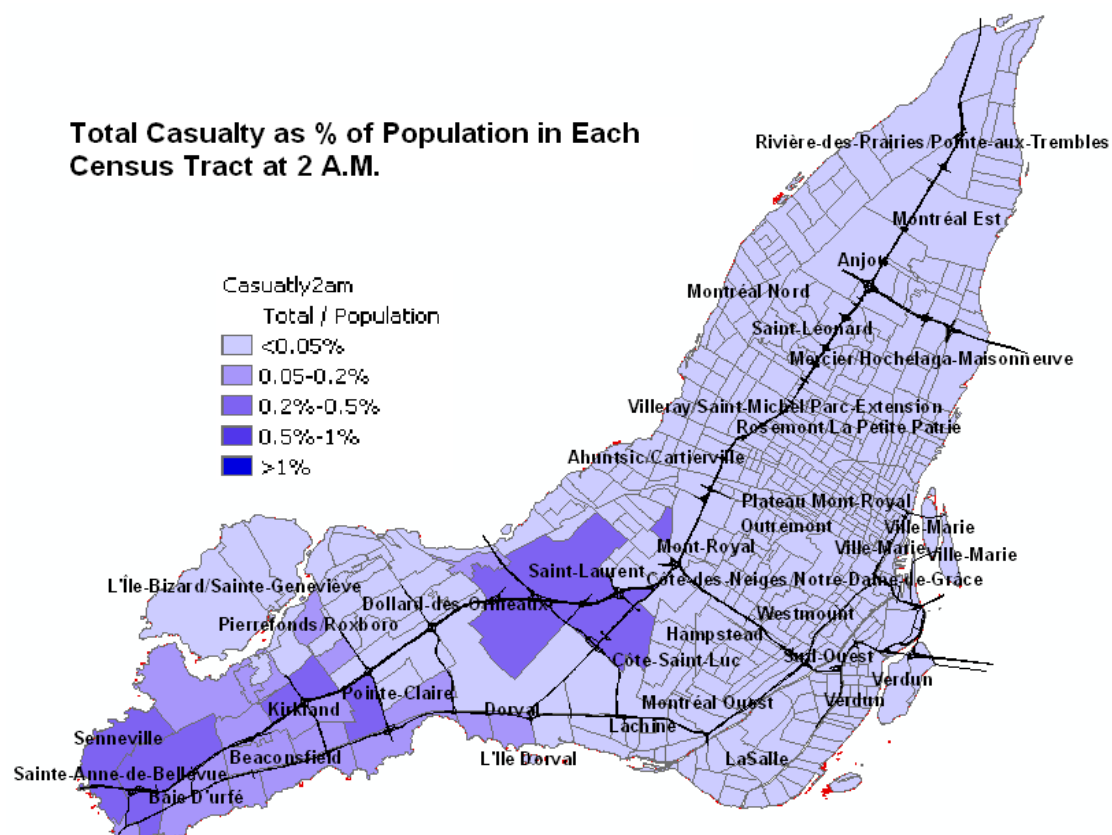 Total Casualty as % of Population in Each
Census Tract at 2 A.M.
Casuatly2am
Total / Population
<0.05%
0.05-0.2%
0.2%-0.5%
0.5%-1%
>1%
Rivière-des-Prairies/Pointe-aux-Trembles
Montréal Est
Anjou
Montréal Nord
Saint-Léonard
Mercier/Hochelaga-Maisonneuve
Villeray/Saint-Michel/Parc-Extension
Rosemont/La Petite Patrie
Ahuntsic/Cartierville
Plateau Mont-Royal
Outremont
Ville-Marie
Mont-Royal
Ville-Marie
Ville-Marie
Saint-Laurent
Côte-des-Neiges/Notre-Dame-de-Grâce
L'Île-Bizard/Sainte-Geneviève
Dollard-des-Ormeaux
Westmount
Pierrefonds/Roxboro
Hampstead
Côte-Saint-Luc
Sud-Ouest
Verdun
Pointe-Claire
Kirkland
Dorval
Montréal Ouest
Verdun
Lachine
Senneville
Beaconsfield
L'Ile Dorval
LaSalle
Sainte-Anne-de-Bellevue
Baie D'urfé